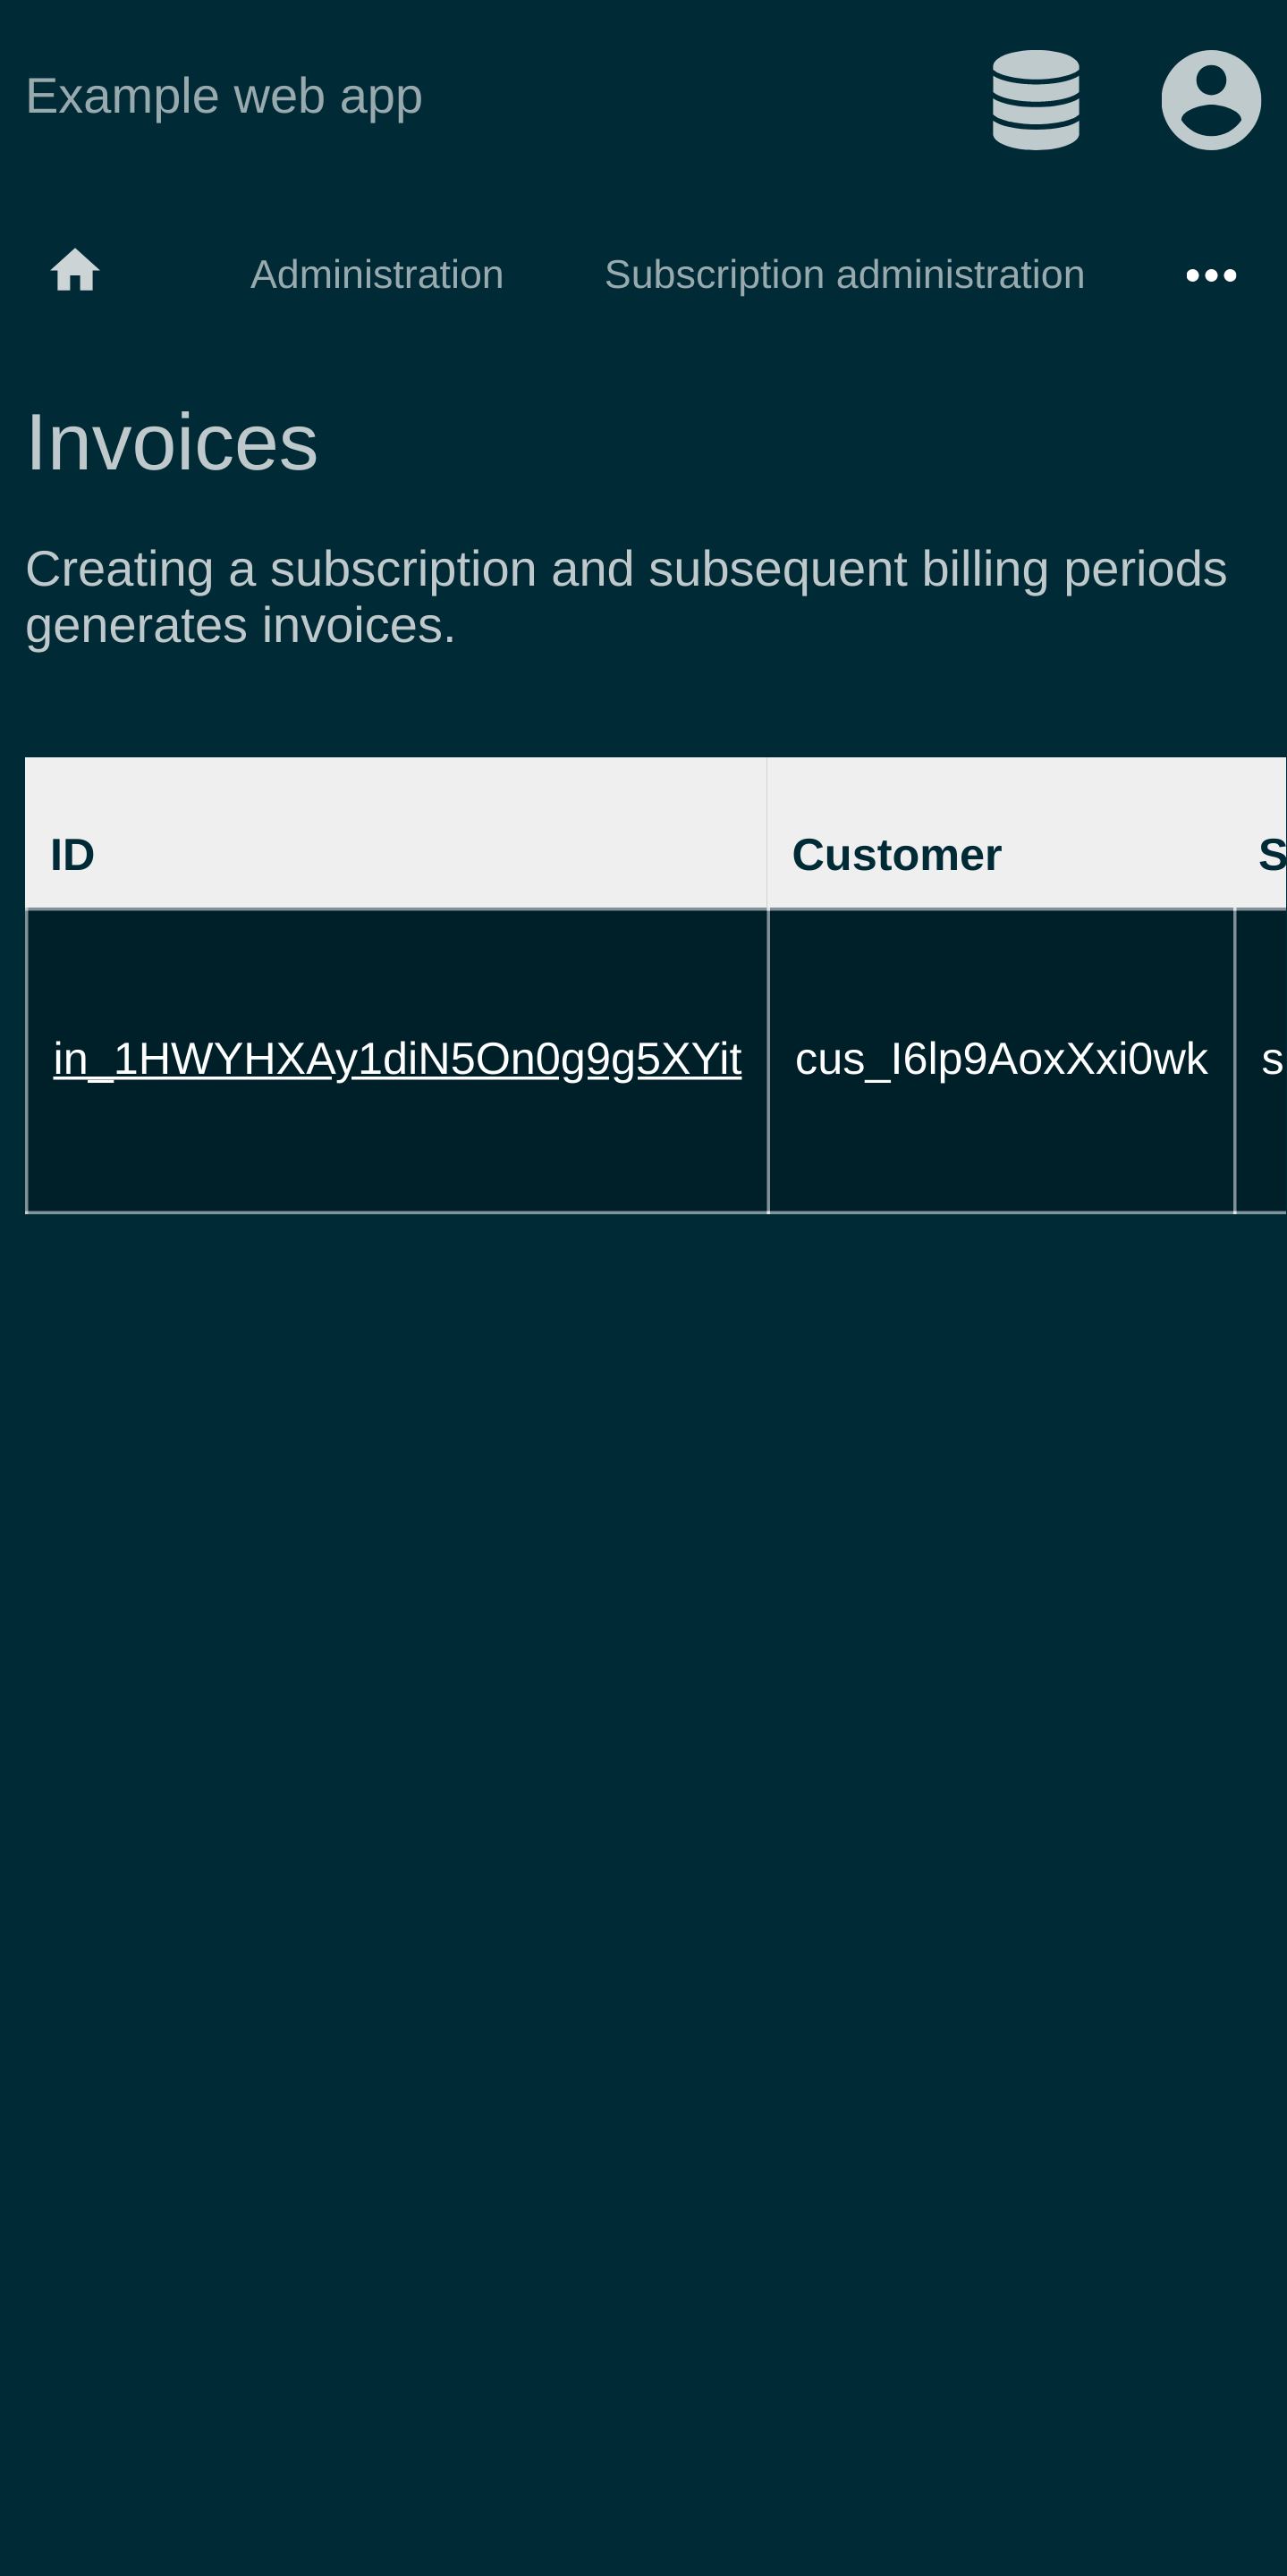 Example web app
Administration Subscription administration
Invoices
Creating a subscription and subsequent billing periods
generates invoices.
ID Customer
in_1HWYHXAy1diN5On0g9g5XYit cus_I6lp9AoxXxi0wk